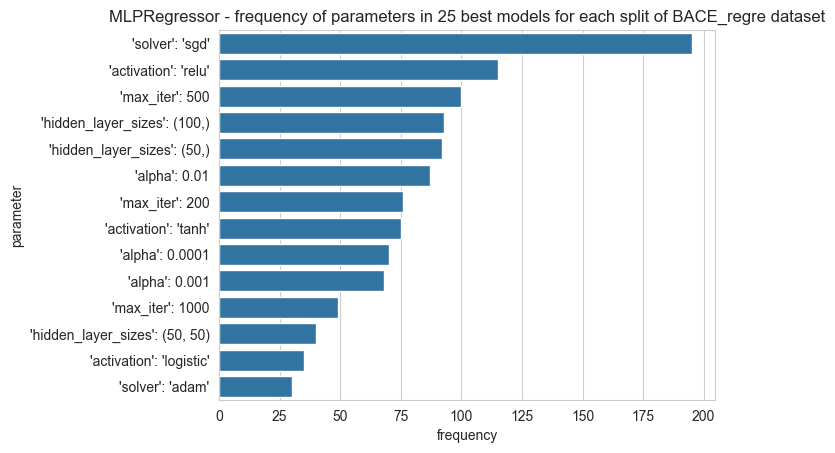 MLPRegressor - frequency of parameters in 25 best models for each split of BACE_regre dataset
parameter
'solver': 'sgd'
'activation': 'relu'
'max_iter': 500
'hidden_layer_sizes': (100,)
'hidden_layer_sizes': (50,)
'alpha': 0.01
'max_iter': 200
'activation': 'tanh'
'alpha': 0.0001
'alpha': 0.001
'max_iter': 1000
'hidden_layer_sizes': (50, 50)
'activation': 'logistic'
'solver': 'adam'
0 25 50 75 100 125 150 175 200
frequency